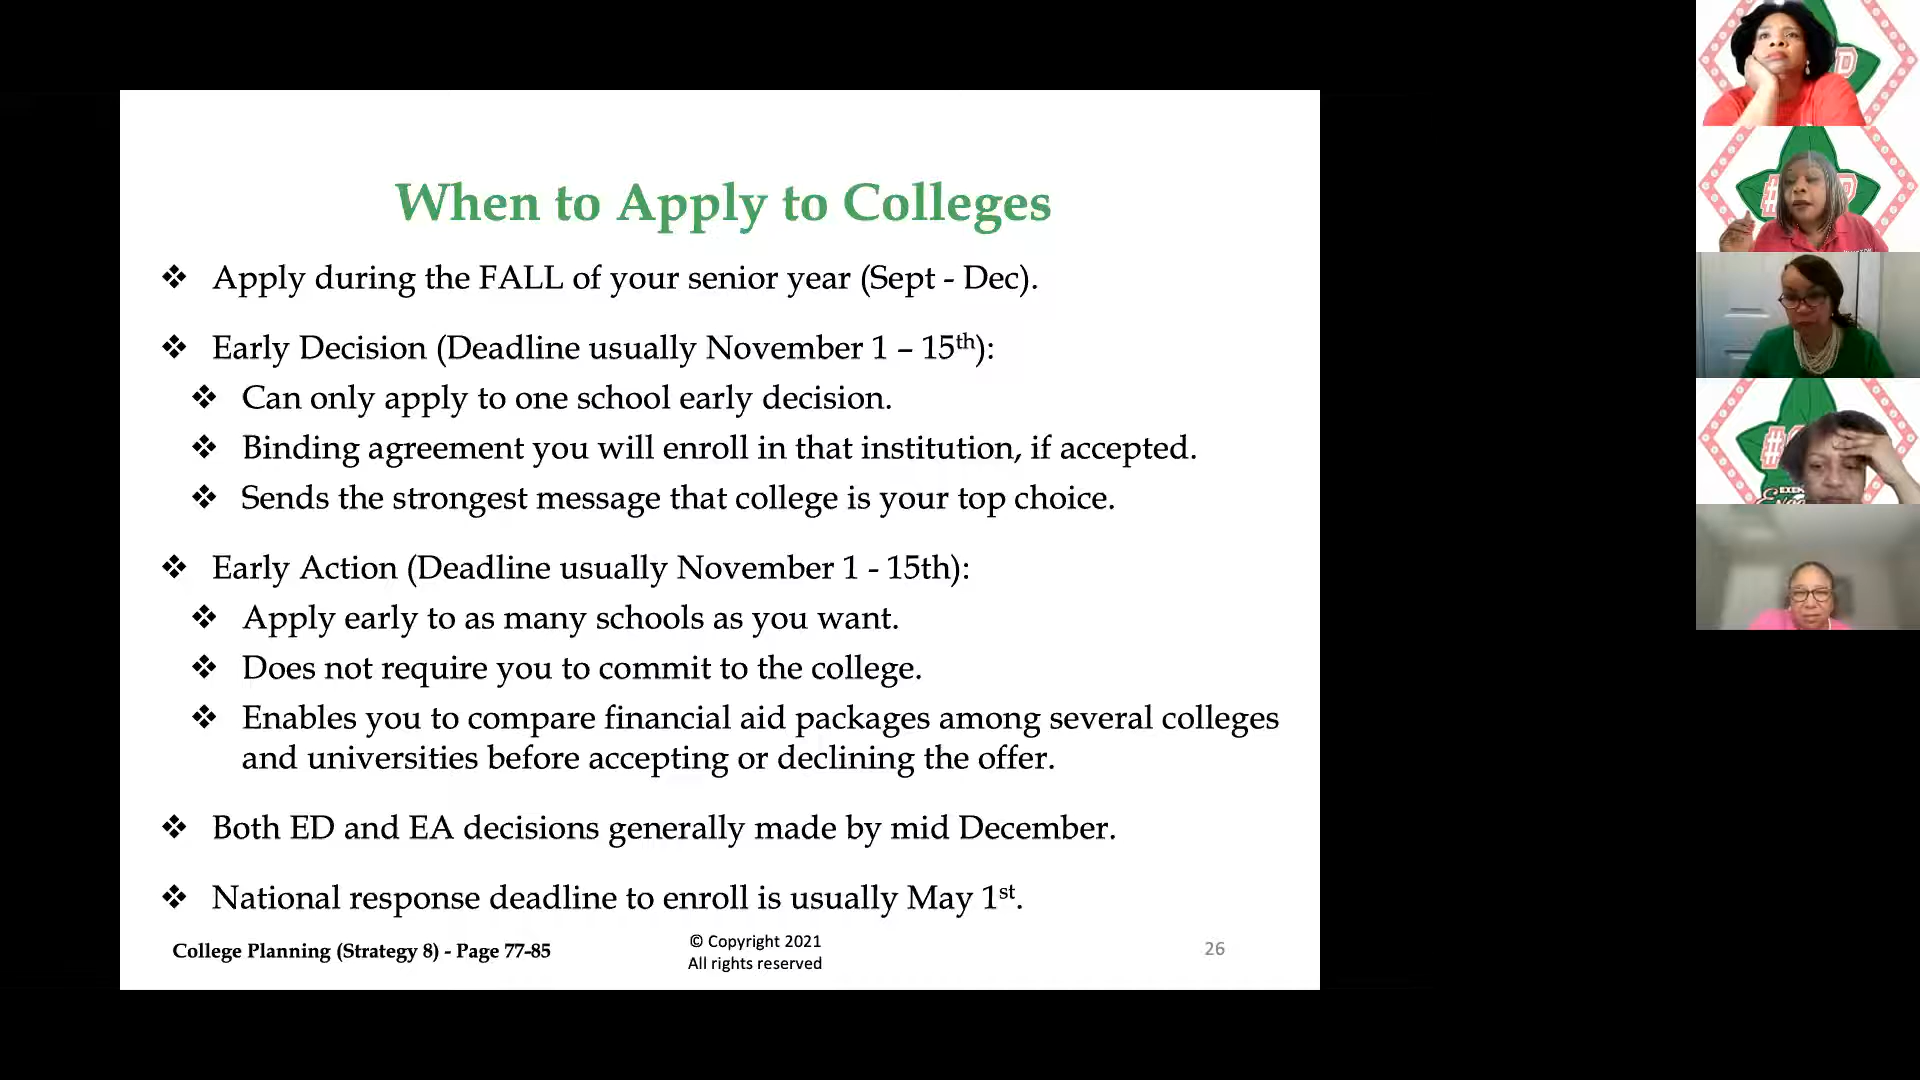 When to Apply to Colleges
❖ Apply during the FALL of your senior year (Sept - Dec).
❖ Early Decision (Deadline usually November 1 – 15th):
❖ Can only apply to one school early decision.
❖ Binding agreement you will enroll in that institution, if accepted.
❖ Sends the strongest message that college is your top choice.
❖ Early Action (Deadline usually November 1 - 15th):
❖ Apply early to as many schools as you want.
❖ Does not require you to commit to the college.
❖ Enables you to compare financial aid packages among several colleges
and universities before accepting or declining the offer.
❖ Both ED and EA decisions generally made by mid December.
❖ National response deadline to enroll is usually May 1st.
College Planning (Strategy 8) - Page 77-85
© Copyright 2021
All rights reserved
26